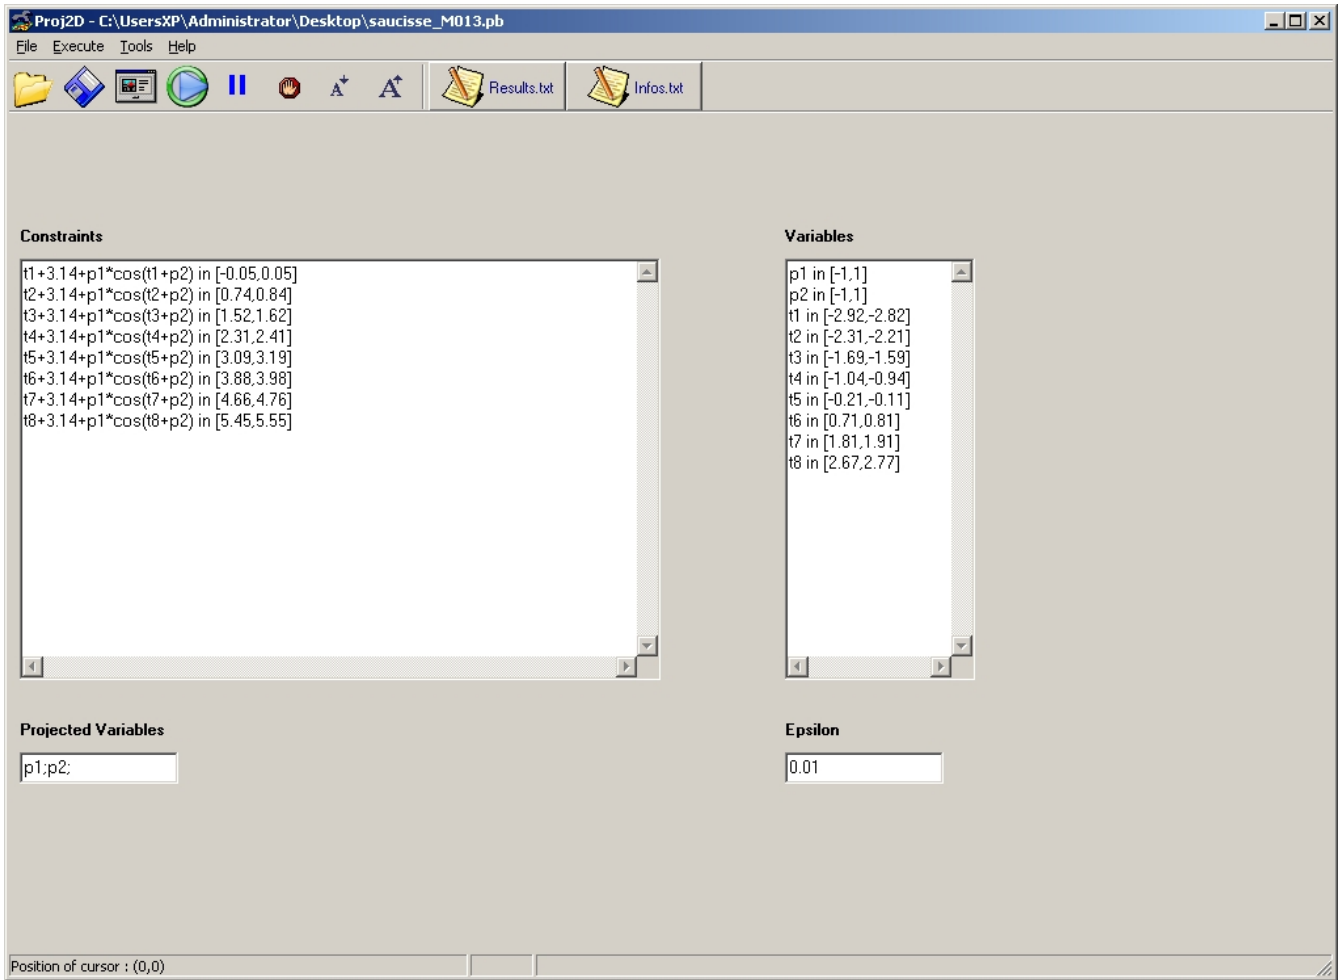 Proj2D - C:\UsersXP\Administrator\Desktop\saucisse_M013.pb
File Execute Tools Help
A A Results.txt Infos.txt
Constraints
t1+3.14+p1*cos(t1+p2) in [-0.05,0.05]
t2+3.14+p1*cos(t2+p2) in [0.74,0.84]
t3+3.14+p1*cos(t3+p2) in [1.52,1.62]
t4+3.14+p1*cos(t4+p2) in [2.31,2.41]
t5+3.14+p1*cos(t5+p2) in [3.09,3.19]
t6+3.14+p1*cos(t6+p2) in [3.88,3.98]
t7+3.14+p1*cos(t7+p2) in [4.66,4.76]
t8+3.14+p1*cos(t8+p2) in [5.45,5.55]
Variables
p1 in [-1,1]
p2 in [-1,1]
t1 in [-2.92,-2.82]
t2 in [-2.31,-2.21]
t3 in [-1.69,-1.59]
t4 in [-1.04,-0.94]
t5 in [-0.21,-0.11]
t6 in [0.71,0.81]
t7 in [1.81,1.91]
t8 in [2.67,2.77]
Projected Variables
p1;p2;
Epsilon
0.01
Position of cursor : (0,0)